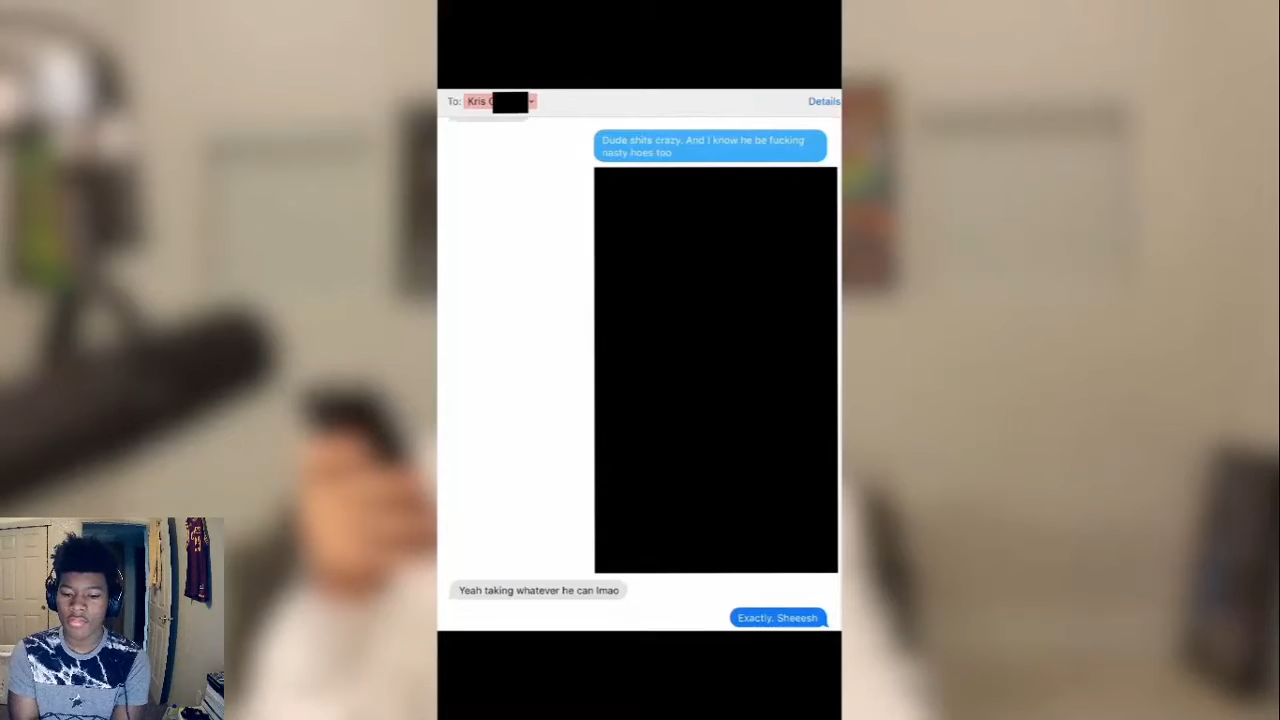 To: Kris
Details
Dude shits crazy. And I know he be fucking
nasty hoes too
Yeah taking whatever he can lmao
Exactly. Sheeesh